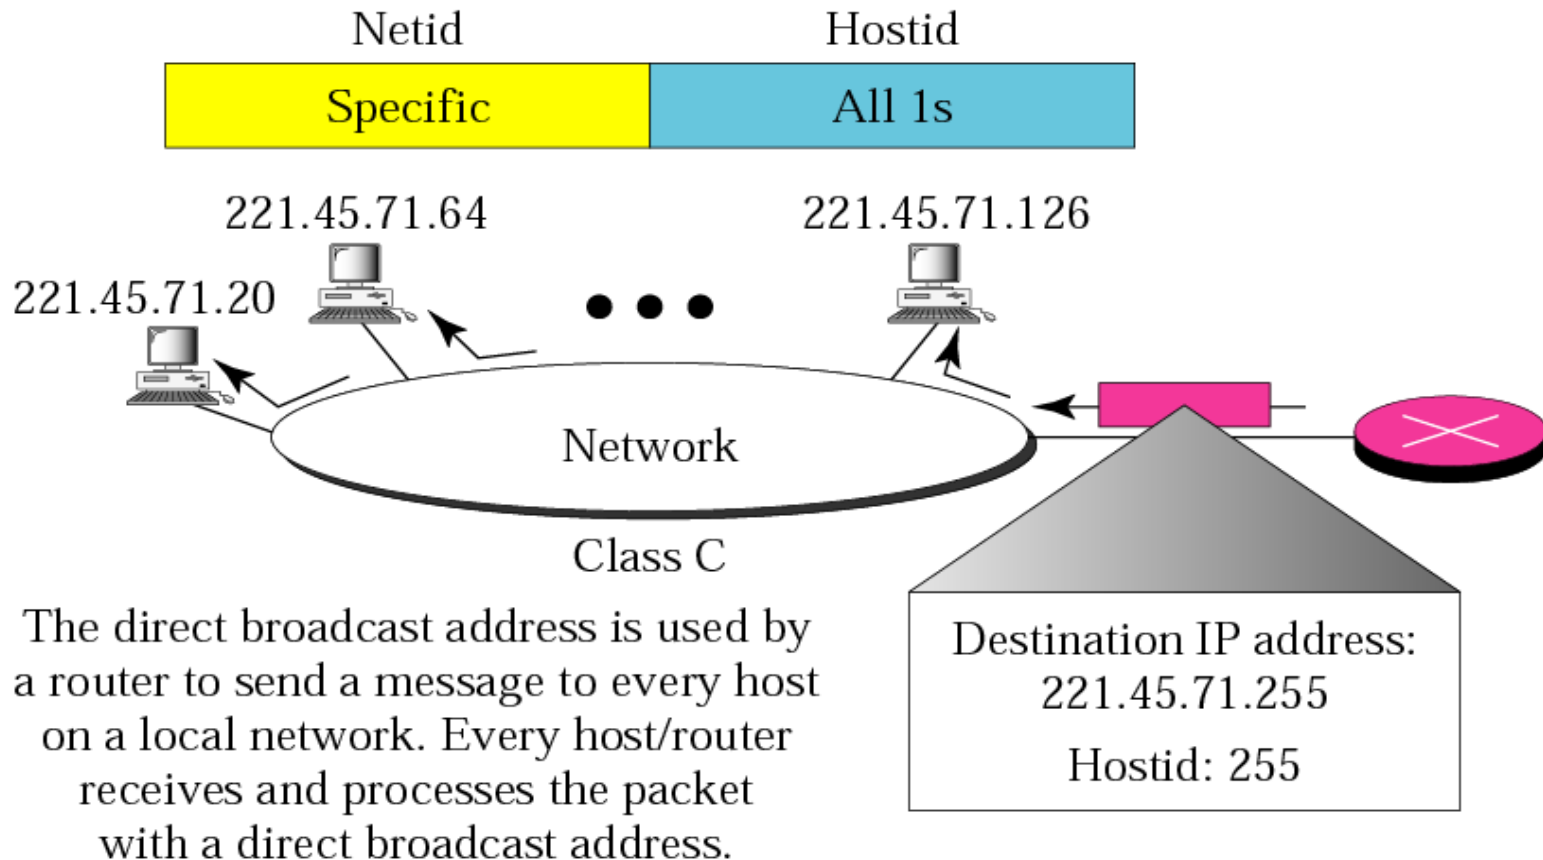 Netid
Hostid
Specific
All 1s
221.45.71.64
221.45.71.126
221.45.71.20
Network
Class C
The direct broadcast address is used by
a router to send a message to every host
on a local network. Every host/router
receives and processes the packet
with a direct broadcast address.
Destination IP address:
221.45.71.255
Hostid: 255